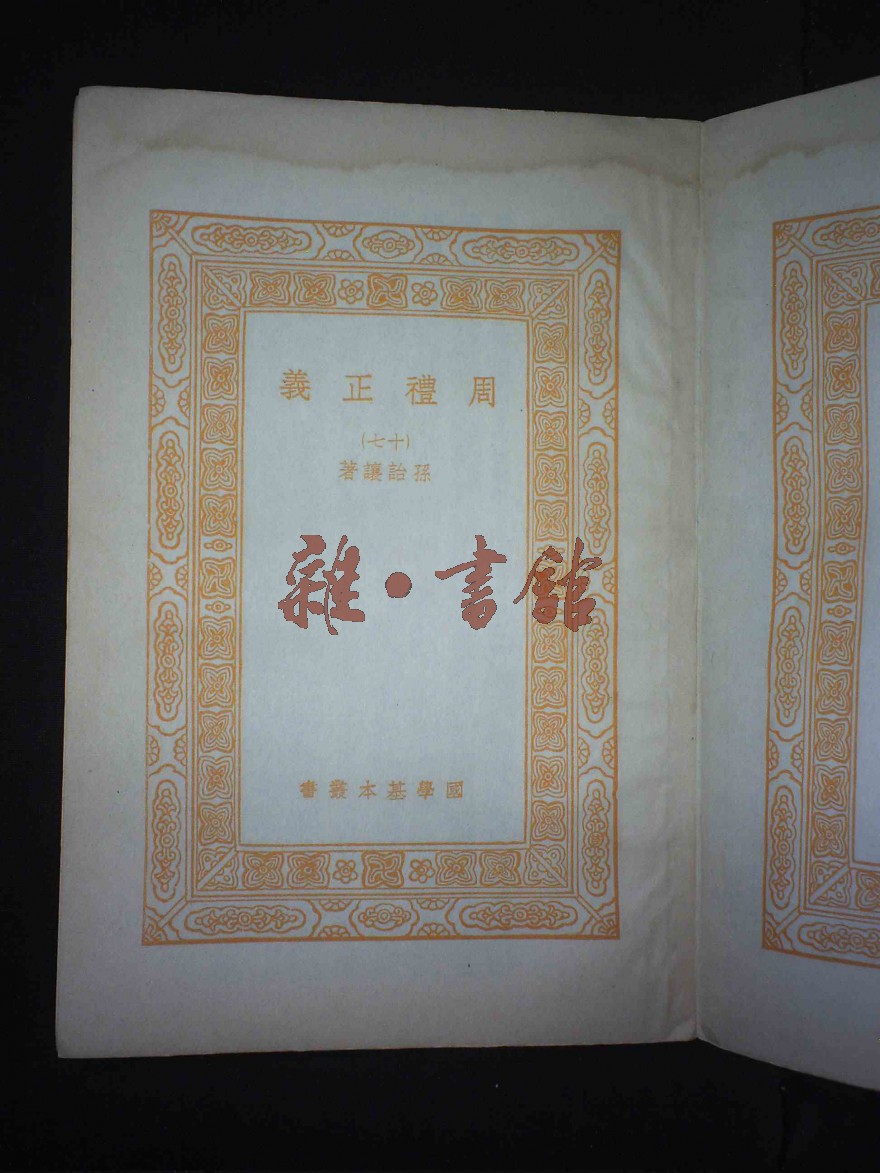 周禮正義
(十七)
孫詒讓著
雜·書館
國學基本叢書